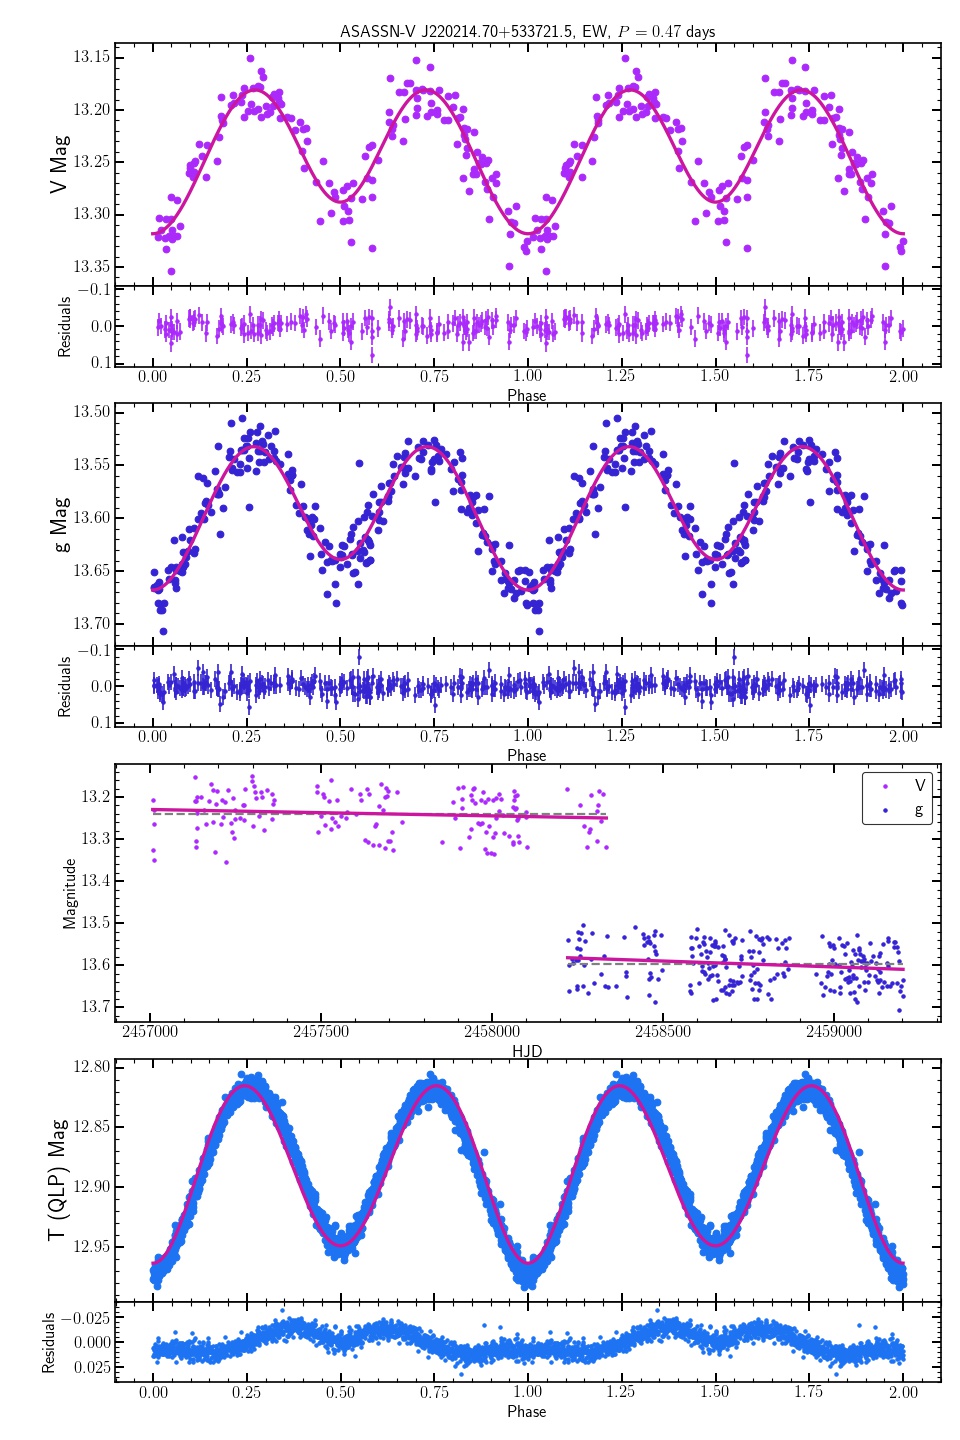 ASASSN-V J220214.70+533721.5, EW, P = 0.47 days
V Mag
13.15
13.20
13.25
13.30
13.35
Residuals
−0.1
0.0
0.1
0.00 0.25 0.50 0.75 1.00 1.25 1.50 1.75 2.00
Phase
g Mag
13.50
13.55
13.60
13.65
13.70
Residuals
−0.1
0.0
0.1
0.00 0.25 0.50 0.75 1.00 1.25 1.50 1.75 2.00
Phase
Magnitude
13.2
13.3
13.4
13.5
13.6
13.7
V
g
2457000 2457500 2458000 2458500 2459000
HJD
T (QLP) Mag
12.80
12.85
12.90
12.95
Residuals
−0.025
0.000
0.025
0.00 0.25 0.50 0.75 1.00 1.25 1.50 1.75 2.00
Phase